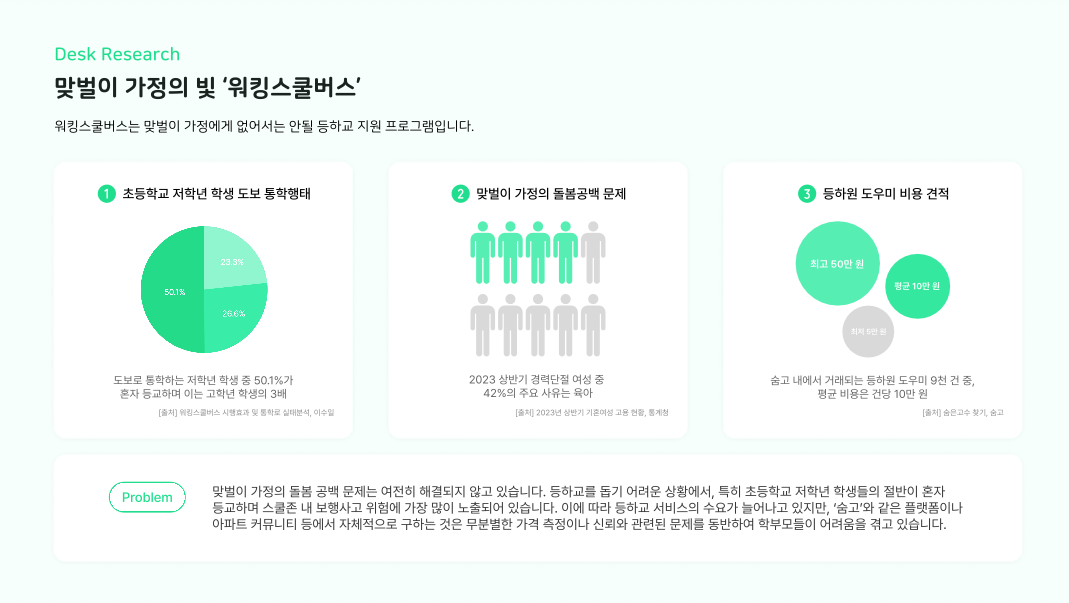 Desk Research
맞벌이 가정의 빛 ‘워킹스쿨버스’
워킹스쿨버스는 맞벌이 가정에게 없어서는 안될 등하교 지원 프로그램입니다.
1 초등학교 저학년 학생 도보 통학행태
23.3%
50.1%
26.6%
도보로 통학하는 저학년 학생 중 50.1%가
혼자 등교하며 이는 고학년 학생의 3배
[출처] 워킹스쿨버스 시행효과 및 통학로 실태분석, 이수일
2 맞벌이 가정의 돌봄공백 문제
2023 상반기 경력단절 여성 중
42%의 주요 사유는 육아
[출처] 2023년 상반기 기혼여성 고용 현황, 통계청
3 등하원 도우미 비용 견적
최고 50만 원
평균 10만 원
최저 5만 원
숨고 내에서 거래되는 등하원 도우미 9천 건 중,
평균 비용은 건당 10만 원
[출처] 숨은고수 찾기, 숨고
Problem
맞벌이 가정의 돌봄 공백 문제는 여전히 해결되지 않고 있습니다. 등하교를 돕기 어려운 상황에서, 특히 초등학교 저학년 학생들의 절반이 혼자
등교하며 스쿨존 내 보행사고 위험에 가장 많이 노출되어 있습니다. 이에 따라 등하교 서비스의 수요가 늘어나고 있지만, ‘숨고’와 같은 플랫폼이나
아파트 커뮤니티 등에서 자체적으로 구하는 것은 무분별한 가격 측정이나 신뢰와 관련된 문제를 동반하여 학부모들이 어려움을 겪고 있습니다.